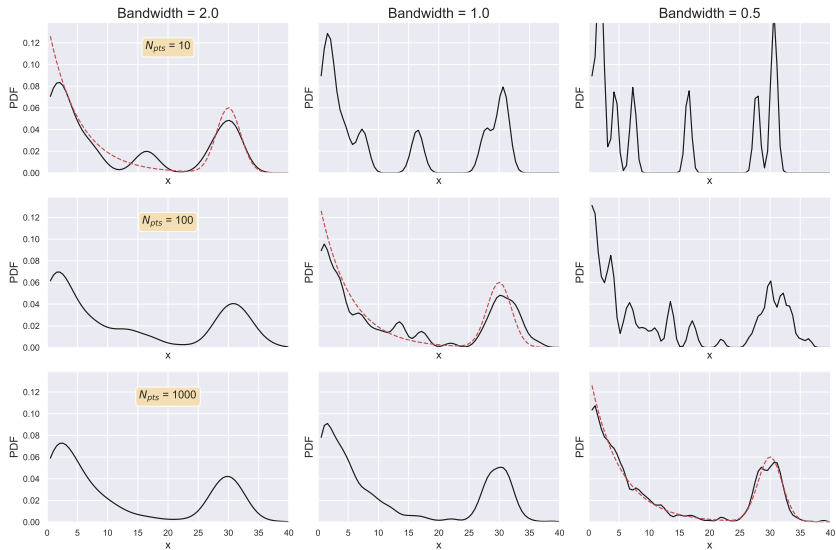 Bandwidth = 2.0
Bandwidth = 1.0
Bandwidth = 0.5
PDF
0.12
0.10
0.08
0.06
0.04
0.02
0.00
N_pts = 10
x
PDF
x
PDF
x
PDF
0.12
0.10
0.08
0.06
0.04
0.02
0.00
N_pts = 100
x
PDF
x
PDF
x
PDF
0.12
0.10
0.08
0.06
0.04
0.02
0.00
N_pts = 1000
0 5 10 15 20 25 30 35 40
x
PDF
0 5 10 15 20 25 30 35 40
x
PDF
0 5 10 15 20 25 30 35 40
x